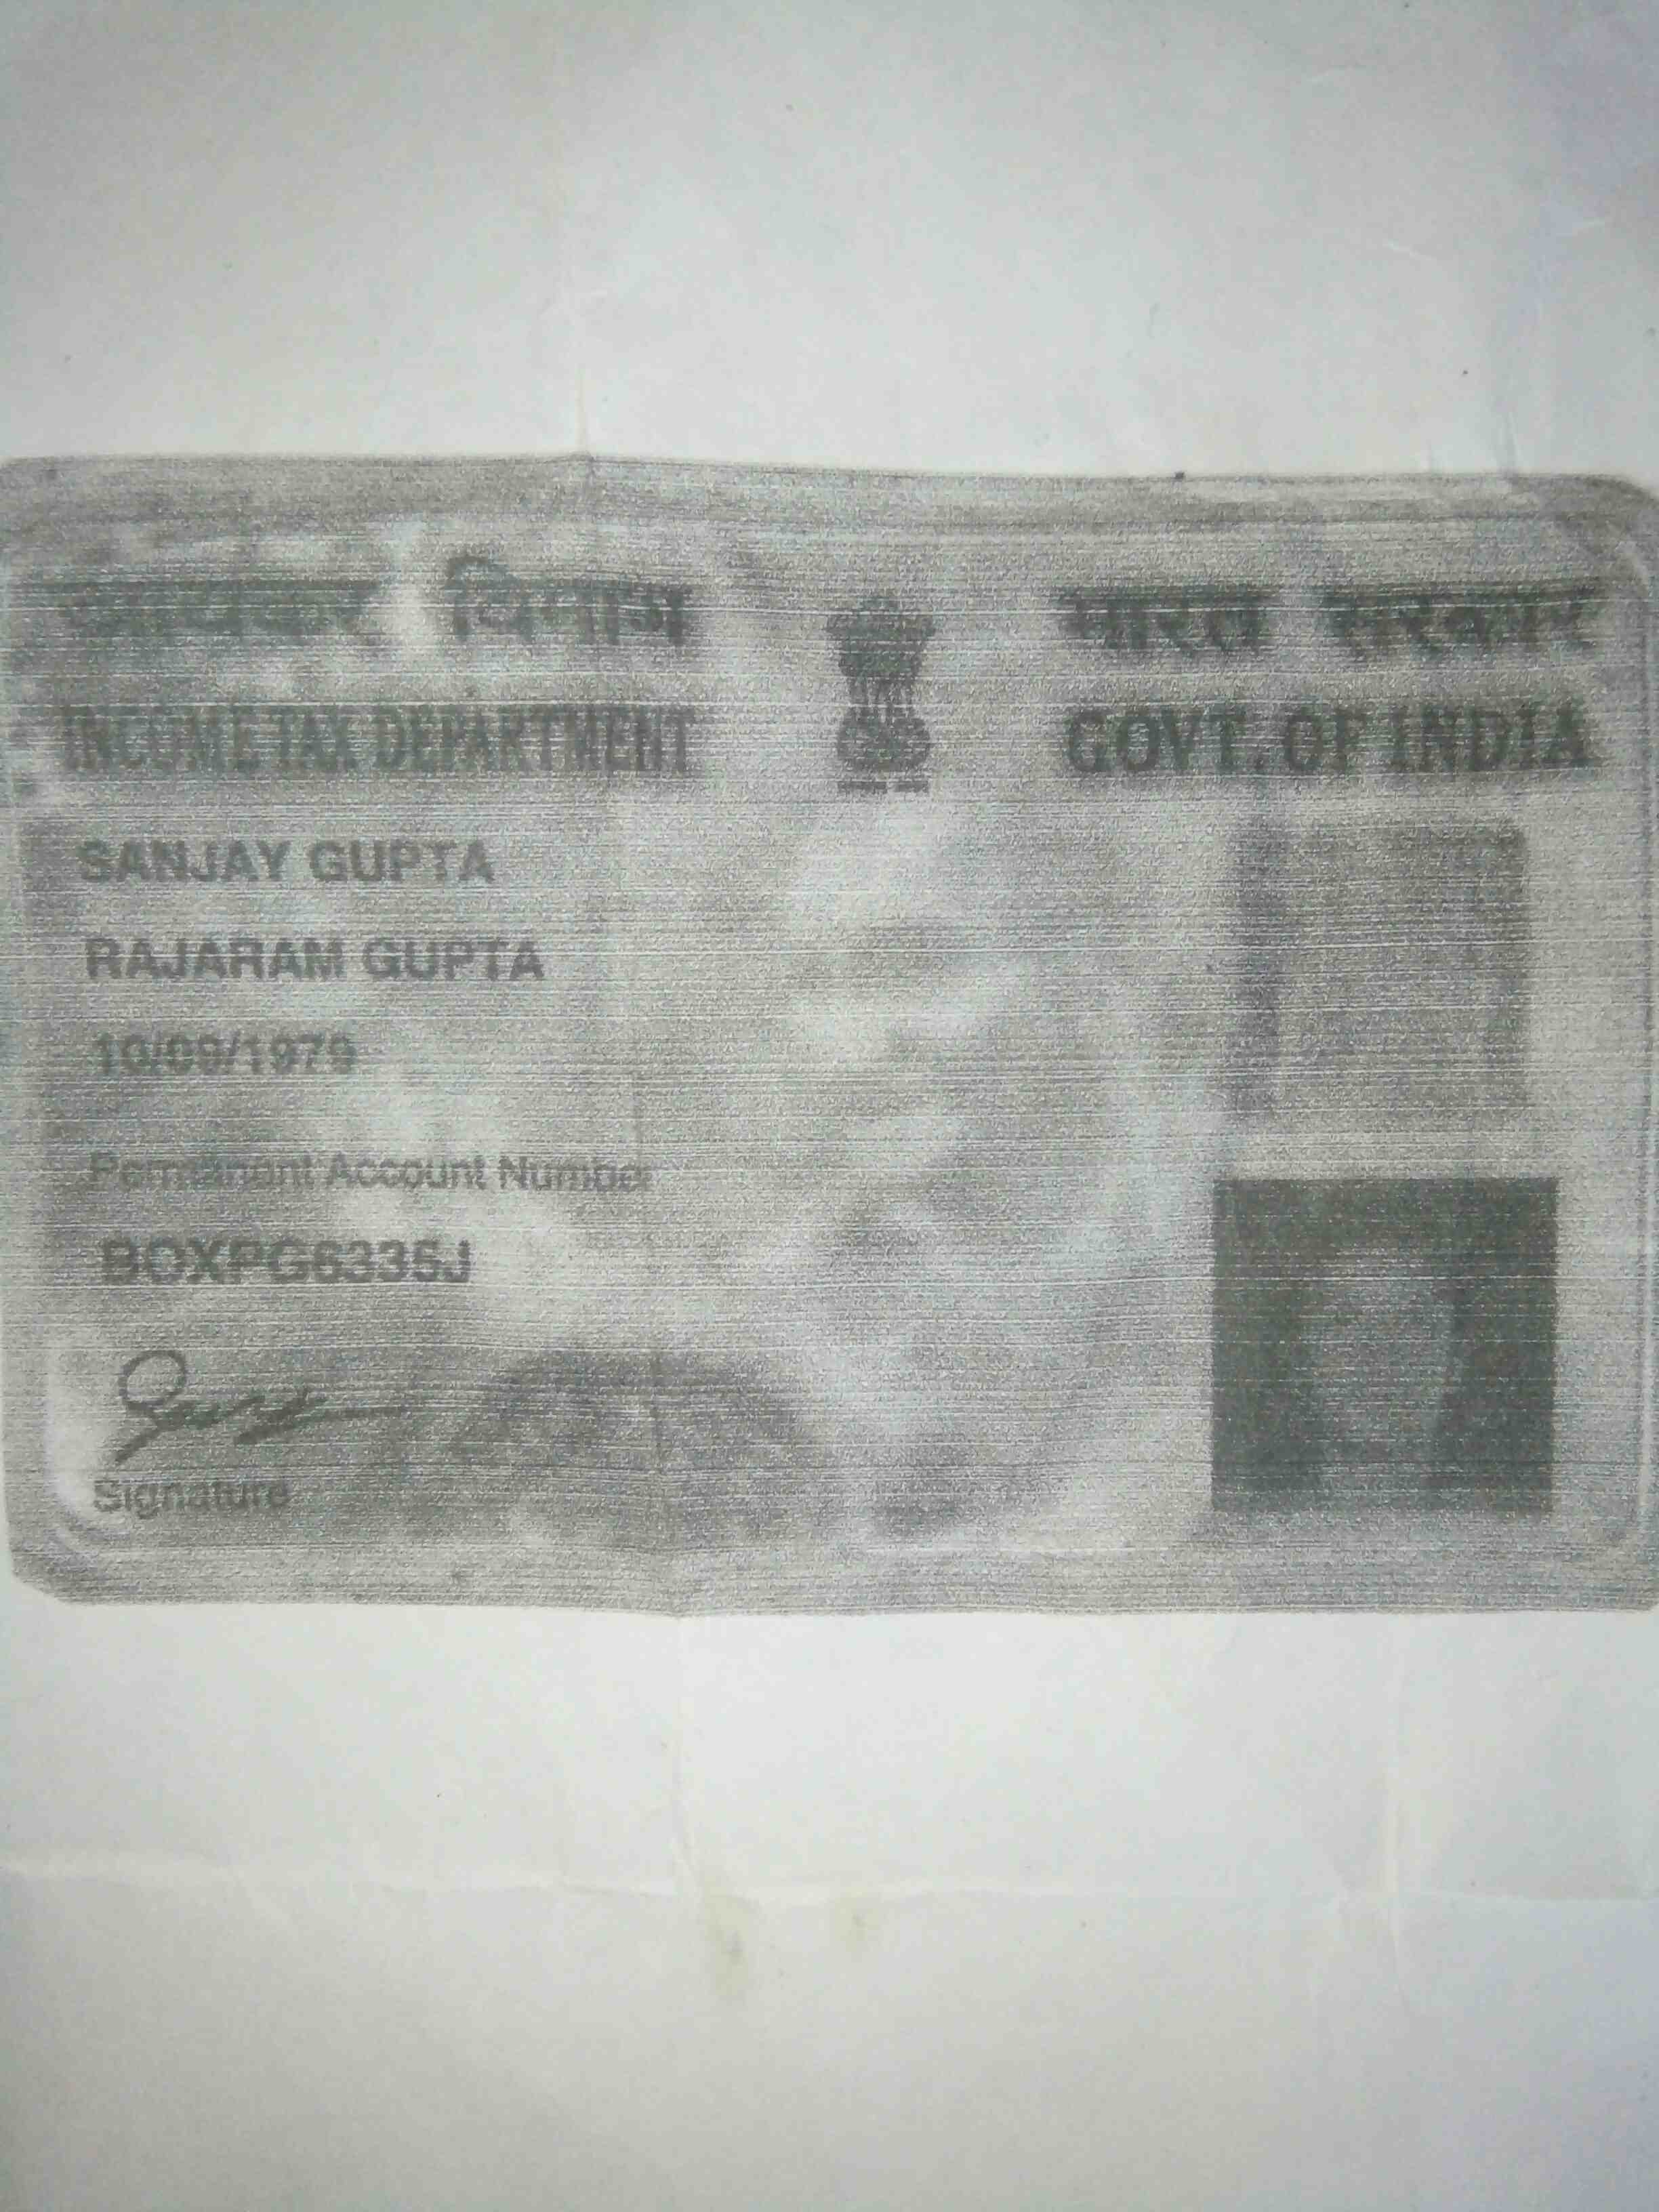 आयकर विभाग
भारत सरकार
INCOME TAX DEPARTMENT
GOVT. OF INDIA
SANJAY GUPTA
RAJARAM GUPTA
10/09/1979
Permanent Account Number
BOXPG6335J
Signature